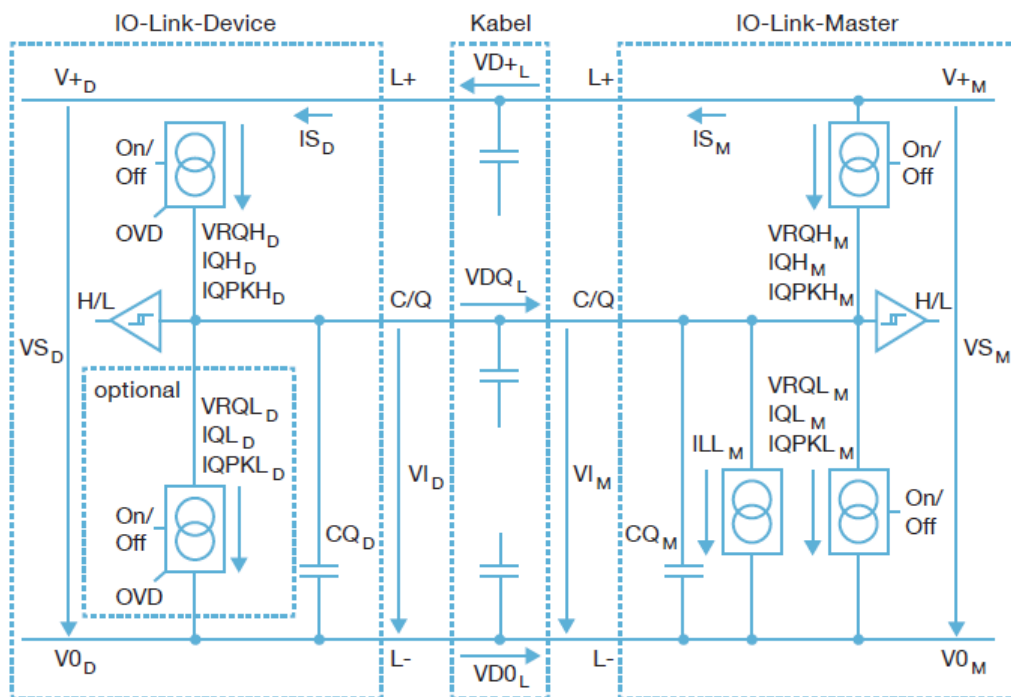 IO-Link-Device
Kabel
IO-Link-Master
V+D
L+
VD+L
L+
V+M
ISD
ISM
On/
Off
On/
Off
OVD
VRQHD
IQHD
IQPKHD
VRQHM
IQHM
IQPKHM
H/L
C/Q
VDQL
C/Q
H/L
VSD
VSM
optional
VRQLD
IQLD
IQPKLD
VRQLM
IQLM
IQPKLM
ILLM
VID
VIM
On/
Off
On/
Off
CQD
CQM
OVD
V0D
L-
VD0L
L-
V0M